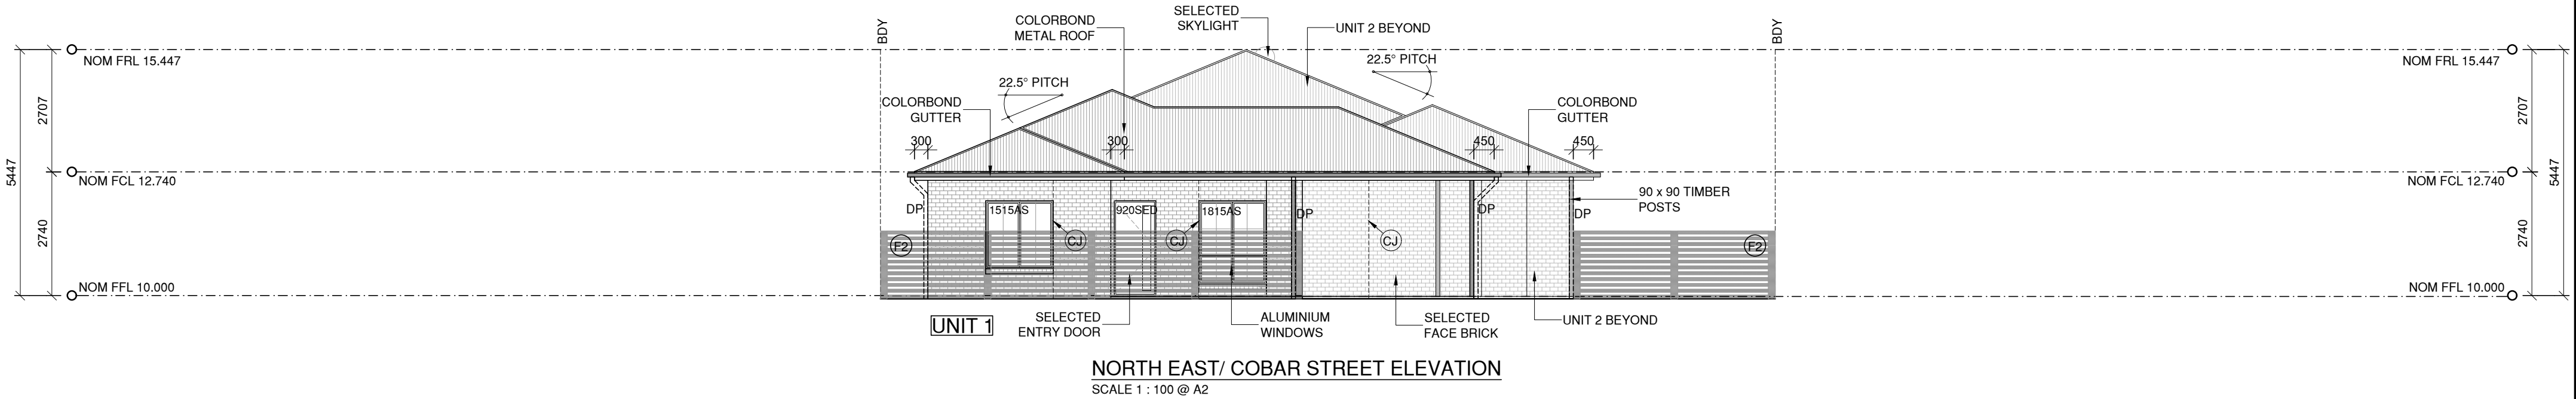 SELECTED
SKYLIGHT
COLORBOND
METAL ROOF
UNIT 2 BEYOND
BDY
BDY
NOM FRL 15.447
NOM FRL 15.447
22.5° PITCH
22.5° PITCH
COLORBOND
GUTTER
COLORBOND
GUTTER
2707
2707
300
300
450
450
5447
5447
NOM FCL 12.740
NOM FCL 12.740
90 x 90 TIMBER
POSTS
DP
1515AS
920SED
1815AS
DP
DP
DP
2740
2740
F2
CJ
CJ
CJ
F2
NOM FFL 10.000
NOM FFL 10.000
UNIT 1
SELECTED
ENTRY DOOR
ALUMINIUM
WINDOWS
SELECTED
FACE BRICK
UNIT 2 BEYOND
NORTH EAST/ COBAR STREET ELEVATION
SCALE 1 : 100 @ A2